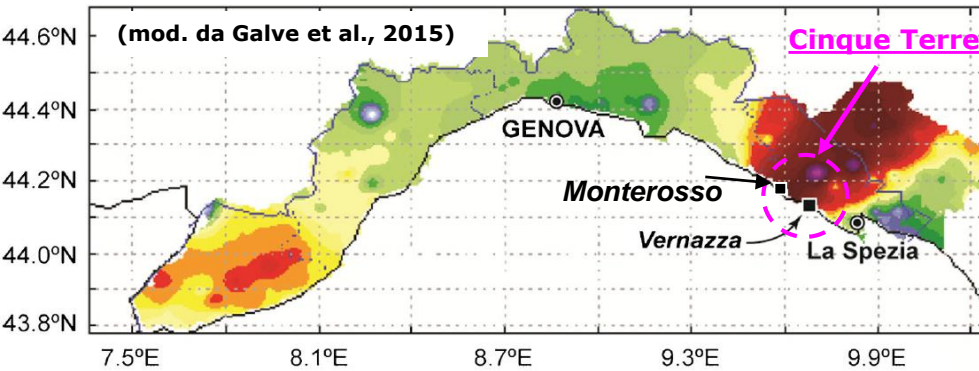 44.6ºN
(mod. da Galve et al., 2015)
Cinque Terre
44.4ºN
GENOVA
44.2ºN
Monterosso
Vernazza
44.0ºN
La Spezia
43.8ºN
7.5ºE 8.1ºE 8.7ºE 9.3ºE 9.9ºE